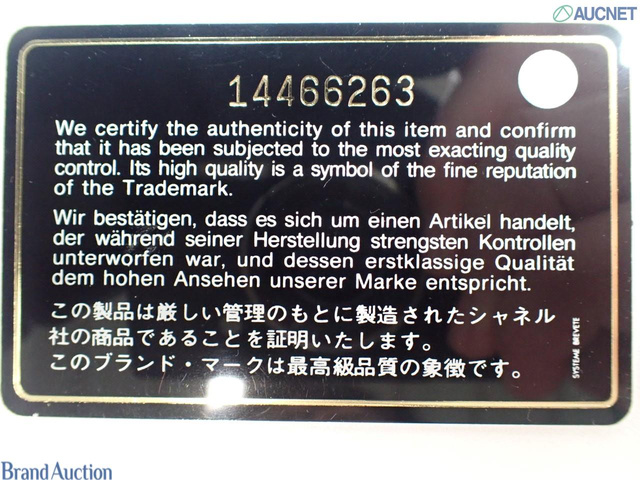 AUCNET
14466263
We certify the authenticity of this item and confirm
that it has been subjected to the most exacting quality
control. Its high quality is a symbol of the fine reputation
of the Trademark.
Wir bestätigen, dass es sich um einen Artikel handelt,
der während seiner Herstellung strengsten Kontrollen
unterworfen war, und dessen erstklassige Qualität
dem hohen Ansehen unserer Marke entspricht.
この製品は厳しい管理のもとに製造されたシャネル
社の商品であることを証明いたします。
このブランド・マークは最高級品質の象徴です。
SYSTEME BREVETE
Brand Auction